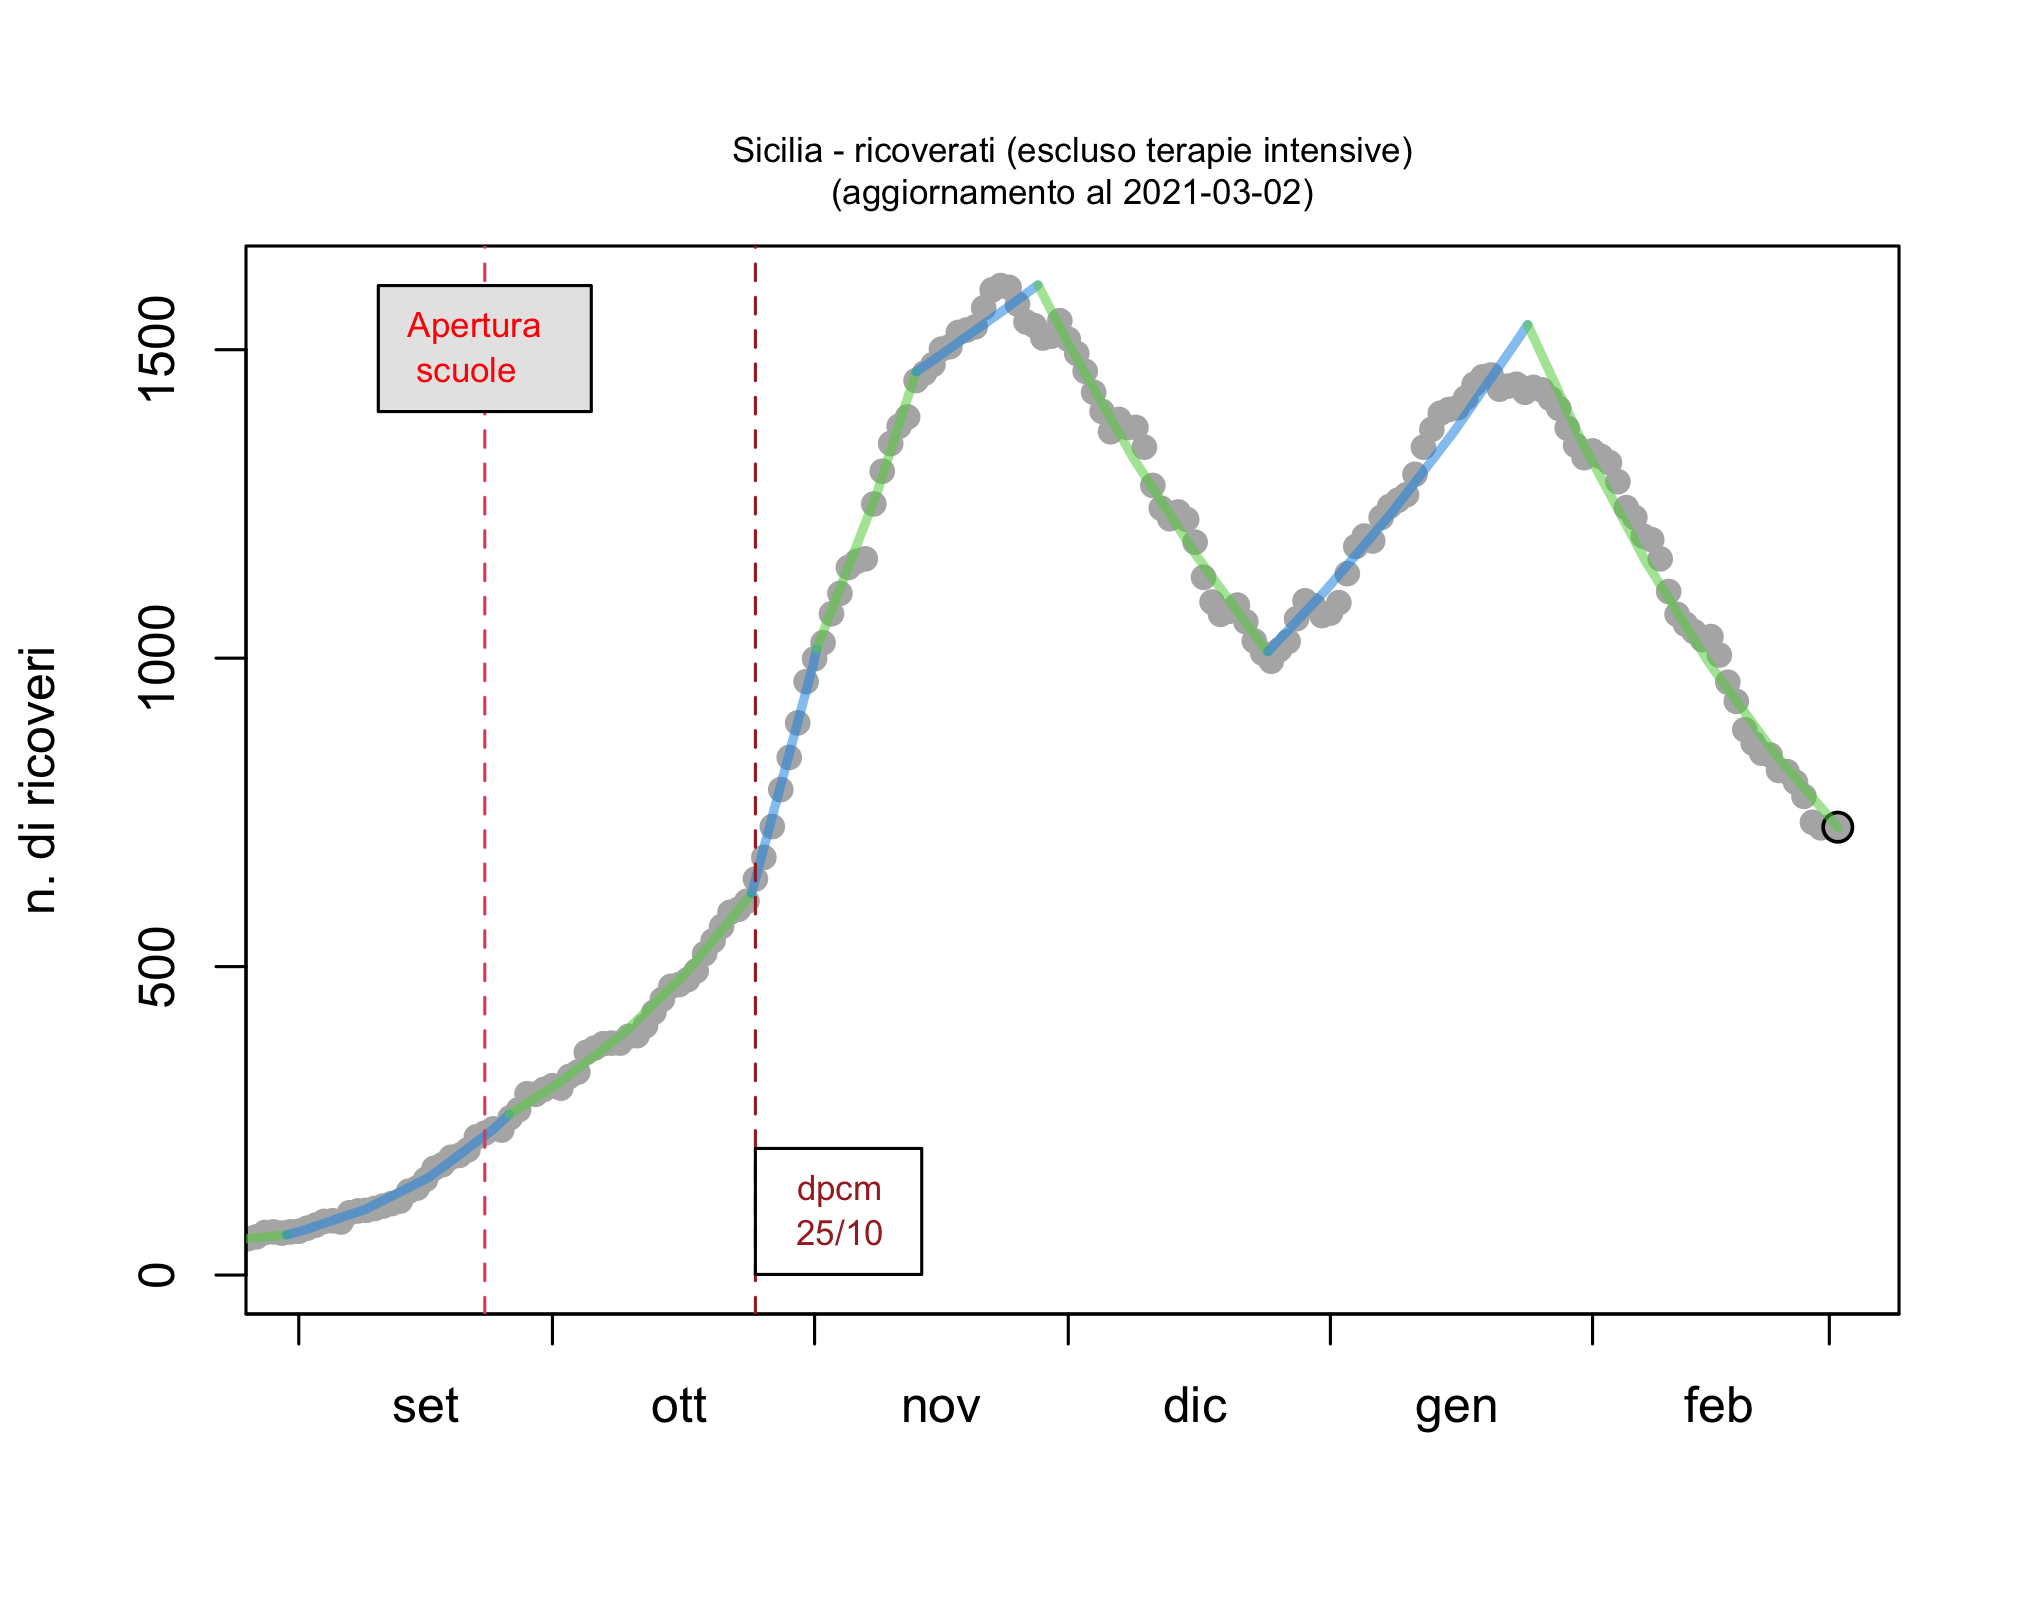 Sicilia - ricoverati (escluso terapie intensive)
(aggiornamento al 2021-03-02)
Apertura
scuole
dpcm
25/10
n. di ricoveri
1500
1000
500
0
set ott nov dic gen feb